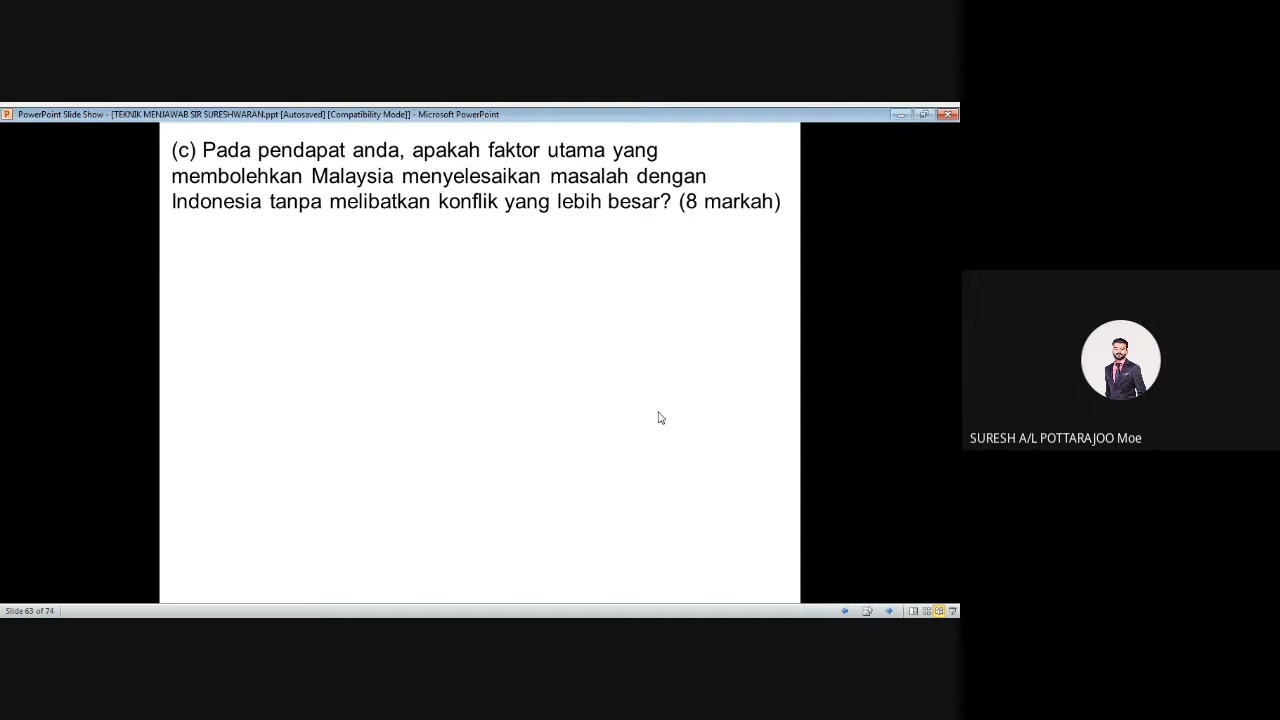 PowerPoint Slide Show - [TEKNIK MENJAWAB SIR SURESHWARAN.ppt [Autosaved] [Compatibility Mode]] - Microsoft PowerPoint
(c) Pada pendapat anda, apakah faktor utama yang
membolehkan Malaysia menyelesaikan masalah dengan
Indonesia tanpa melibatkan konflik yang lebih besar? (8 markah)
SURESH A/L POTTARAJOO Moe
Slide 63 of 74